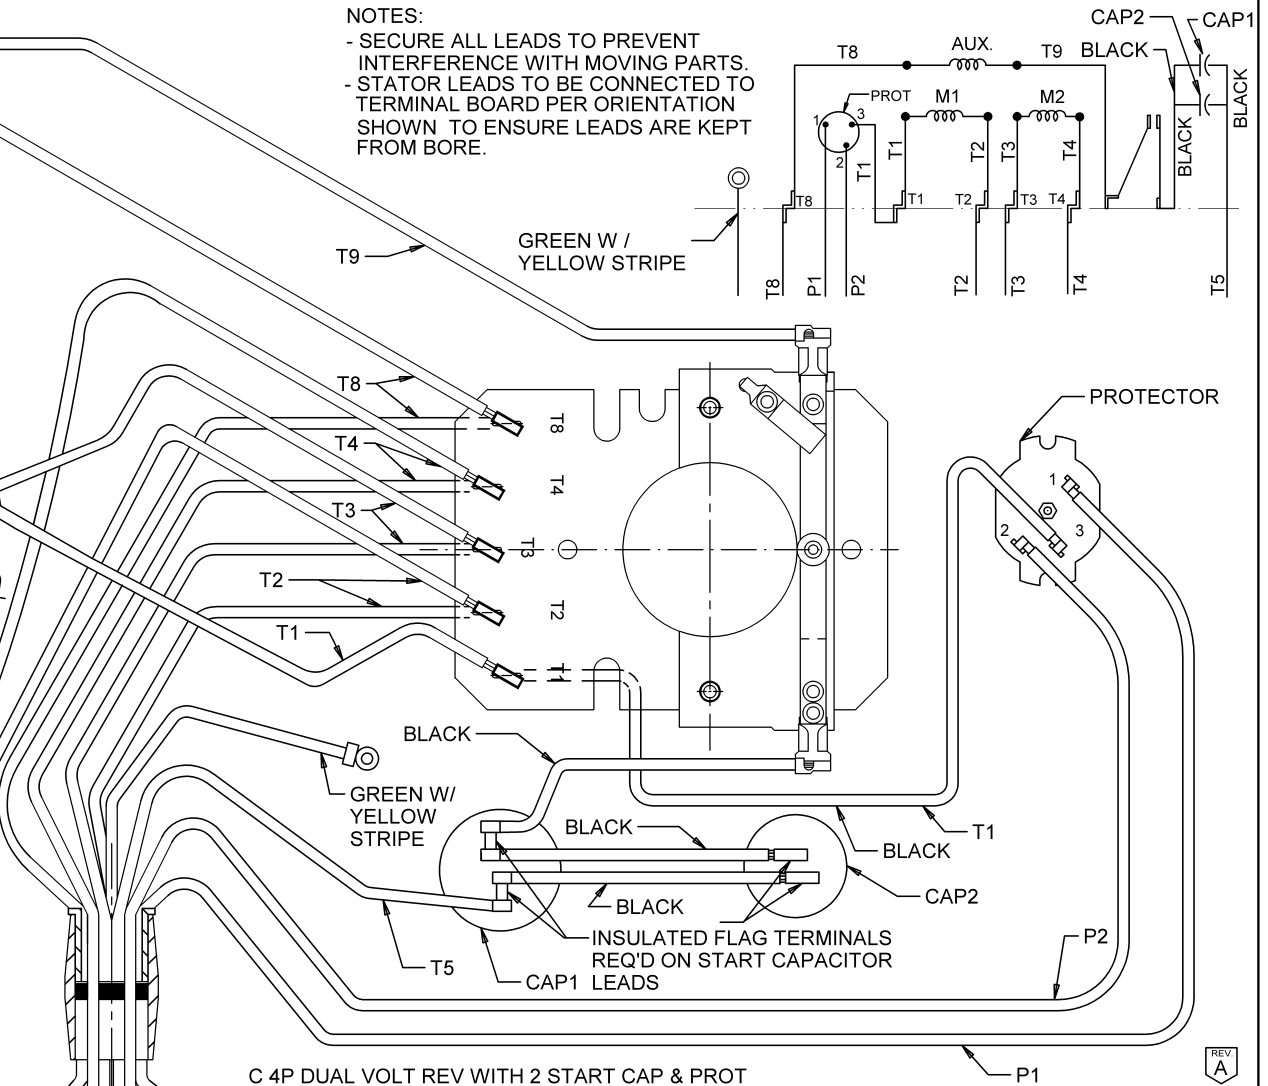 NOTES:
- SECURE ALL LEADS TO PREVENT
INTERFERENCE WITH MOVING PARTS.
- STATOR LEADS TO BE CONNECTED TO
TERMINAL BOARD PER ORIENTATION
SHOWN TO ENSURE LEADS ARE KEPT
FROM BORE.
CAP2
CAP1
BLACK
T8
AUX.
T9
PROT
M1
M2
1
3
2
T1
T1
T2
T3
T4
BLACK
BLACK
T8
T1
T2
T3
T4
GREEN W /
YELLOW STRIPE
T8
P1
P2
T2
T3
T4
T5
T9
T8
T4
T3
T2
T1
T8
T4
T3
T2
T1
PROTECTOR
1
2
3
BLACK
GREEN W/
YELLOW
STRIPE
BLACK
T1
BLACK
CAP2
BLACK
INSULATED FLAG TERMINALS
REQ'D ON START CAPACITOR
LEADS
T5
CAP1
P2
P1
C 4P DUAL VOLT REV WITH 2 START CAP & PROT
REV.
A